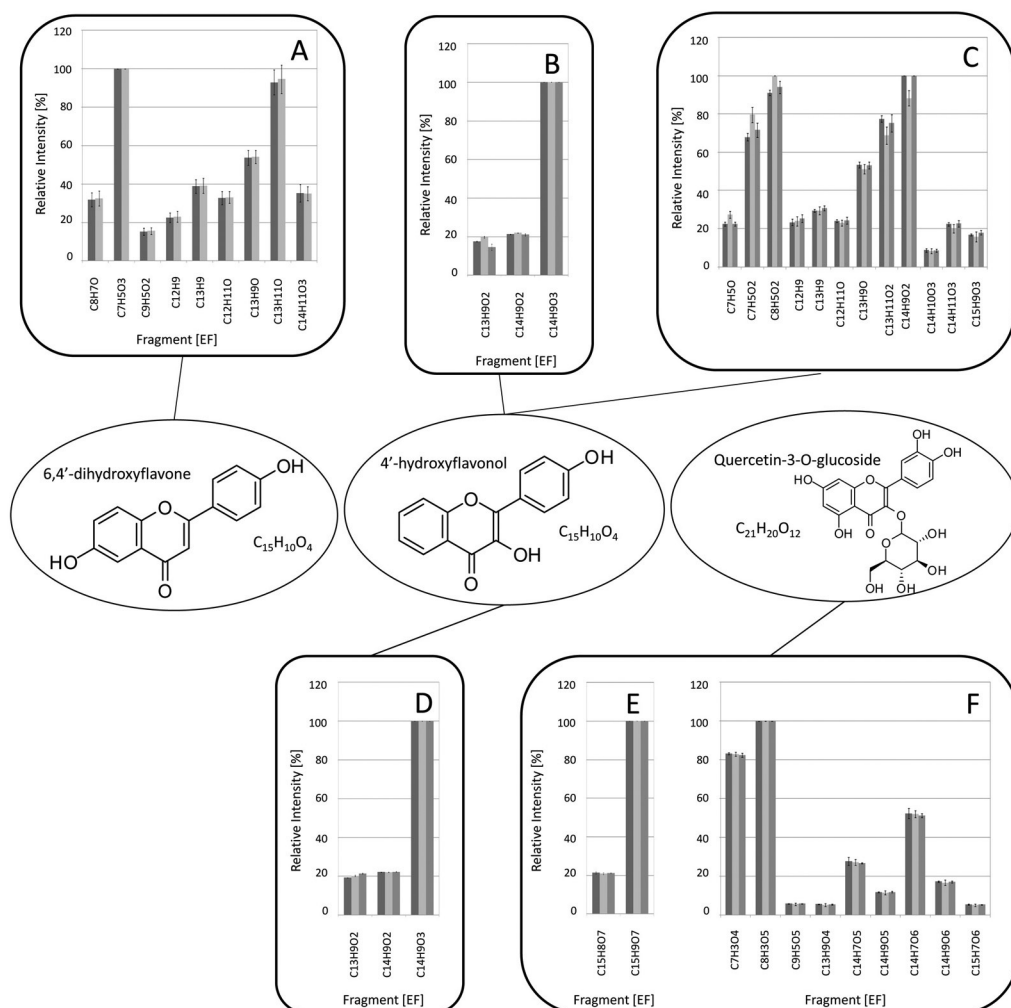 A
Relative Intensity [%]
120
100
80
60
40
20
0
C8H7O
C7H5O3
C9H5O2
C12H9
C13H9
C12H11O
C13H9O
C13H11O
C14H11O3
Fragment [EF]
B
Relative Intensity [%]
120
100
80
60
40
20
0
C13H9O2
C14H9O2
C14H9O3
Fragment [EF]
C
Relative Intensity [%]
120
100
80
60
40
20
0
C7H5O
C7H5O2
C8H5O2
C12H9
C13H9
C12H11O
C13H9O
C13H11O2
C14H9O2
C14H10O3
C14H11O3
C15H9O3
Fragment [EF]
6,4′-dihydroxyflavone
OH
O
HO
O
C₁₅H₁₀O₄
4′-hydroxyflavonol
OH
O
OH
O
C₁₅H₁₀O₄
Quercetin-3-O-glucoside
OH
OH
HO
O
O
OH
O
C₂₁H₂₀O₁₂
O
OH
OH
OH
OH
D
Relative Intensity [%]
120
100
80
60
40
20
0
C13H9O2
C14H9O2
C14H9O3
Fragment [EF]
E
Relative Intensity [%]
120
100
80
60
40
20
0
C15H8O7
C15H9O7
Fragment [EF]
F
120
100
80
60
40
20
0
C7H3O4
C8H3O5
C9H5O5
C13H9O4
C14H7O5
C14H9O5
C14H7O6
C14H9O6
C15H7O6
Fragment [EF]